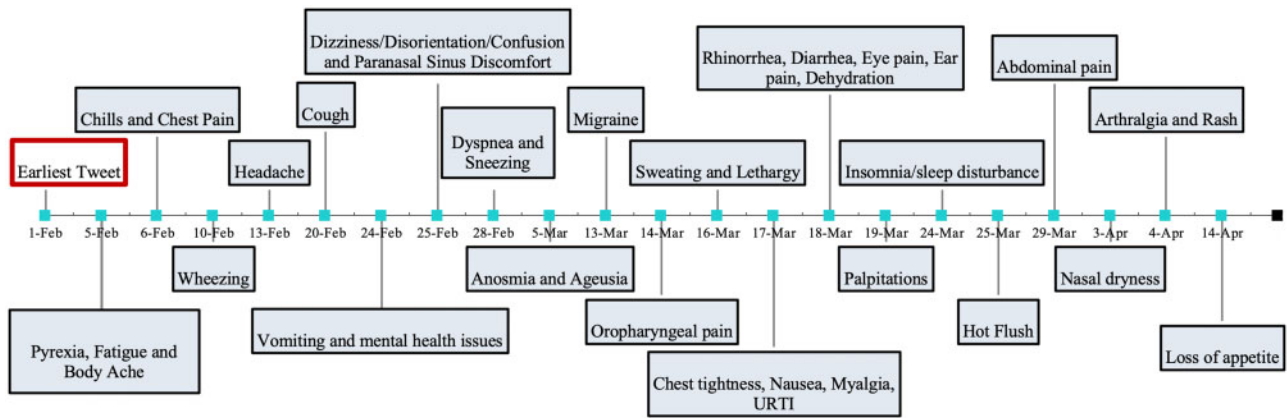 Dizziness/Disorientation/Confusion
and Paranasal Sinus Discomfort
Rhinorrhea, Diarrhea, Eye pain, Ear
pain, Dehydration
Abdominal pain
Chills and Chest Pain
Cough
Migraine
Arthralgia and Rash
Dyspnea and
Sneezing
Earliest Tweet
Headache
Sweating and Lethargy
Insomnia/sleep disturbance
1-Feb 5-Feb 6-Feb 10-Feb 13-Feb 20-Feb 24-Feb 25-Feb 28-Feb 5-Mar 13-Mar 14-Mar 16-Mar 17-Mar 18-Mar 19-Mar 24-Mar 25-Mar 29-Mar 3-Apr 4-Apr 14-Apr
Wheezing
Anosmia and Ageusia
Palpitations
Nasal dryness
Oropharyngeal pain
Hot Flush
Vomiting and mental health issues
Pyrexia, Fatigue and
Body Ache
Loss of appetite
Chest tightness, Nausea, Myalgia,
URTI